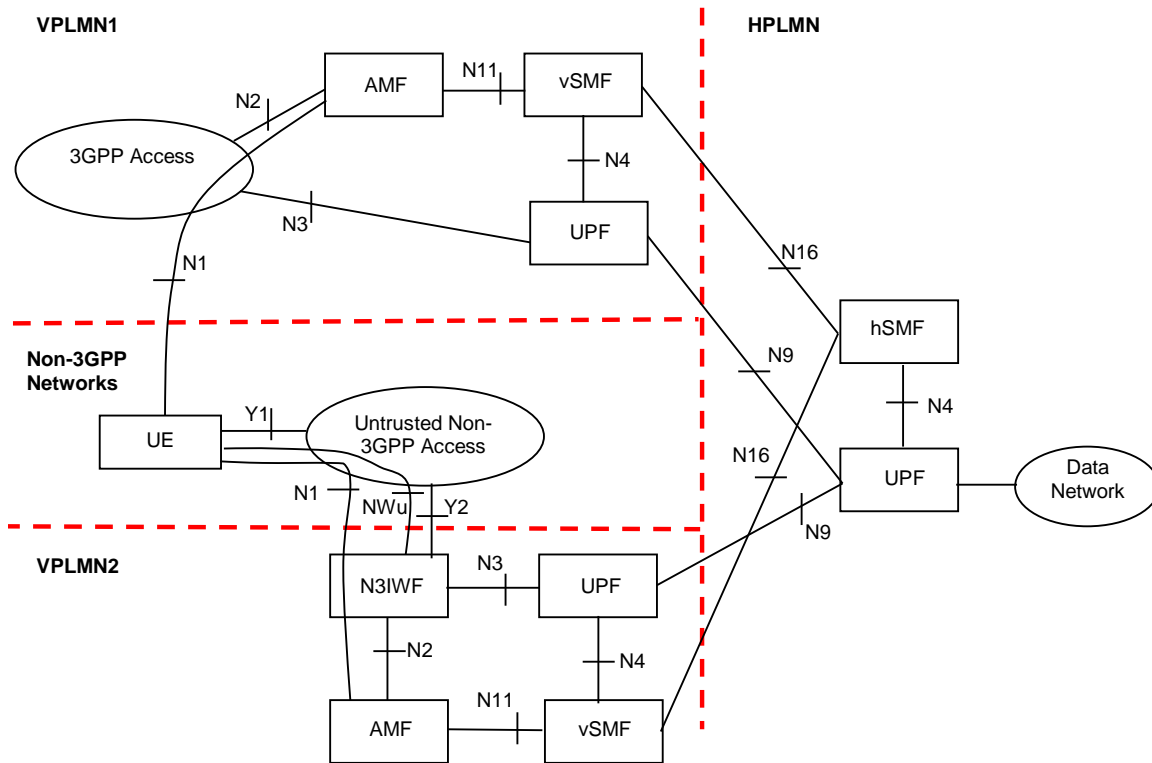 VPLMN1
HPLMN
N11
AMF
vSMF
N2
3GPP Access
N4
N3
UPF
N16
N1
hSMF
N9
Non-3GPP
Networks
N4
Y1
Untrusted Non-
3GPP Access
UE
N16
UPF
Data
Network
N1
NWu
Y2
N9
VPLMN2
N3
N3IWF
UPF
N2
N4
N11
AMF
vSMF